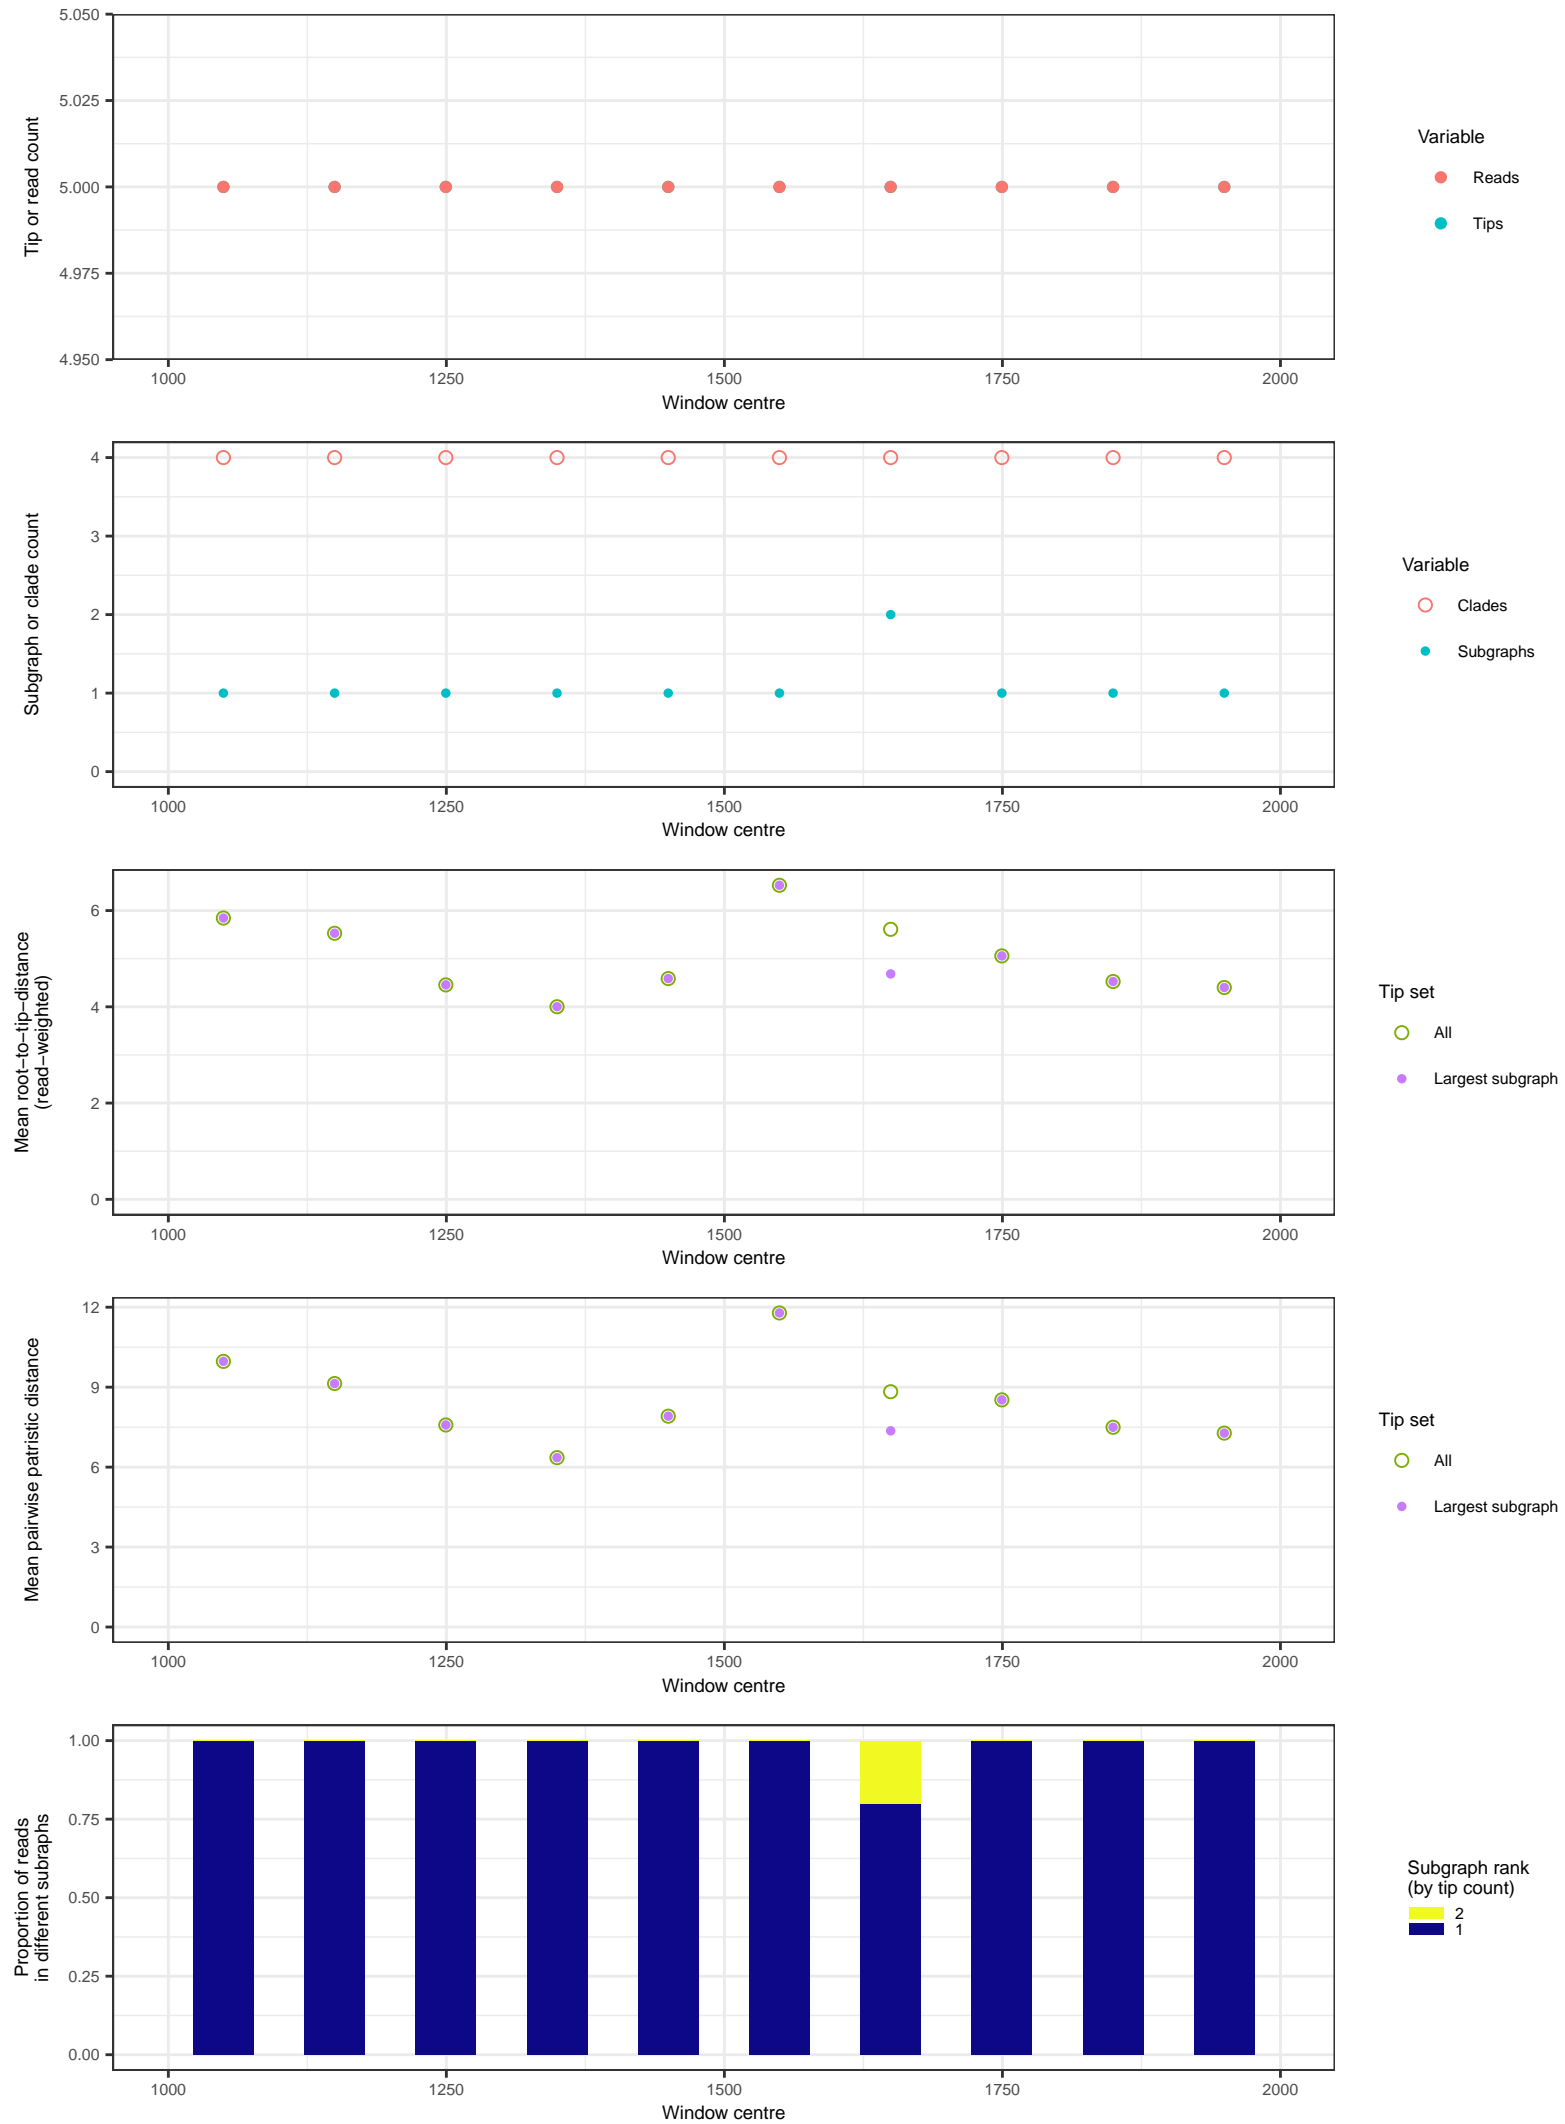 5.050
5.025
5.000
4.975
4.950
Tip or read count
1000 1250 1500 1750 2000
Window centre
Variable
Reads
Tips
4
3
2
1
0
Subgraph or clade count
1000 1250 1500 1750 2000
Window centre
Variable
Clades
Subgraphs
6
4
2
0
Mean root−to−tip−distance
(read−weighted)
1000 1250 1500 1750 2000
Window centre
Tip set
All
Largest subgraph
12
9
6
3
0
Mean pairwise patristic distance
1000 1250 1500 1750 2000
Window centre
Tip set
All
Largest subgraph
1.00
0.75
0.50
0.25
0.00
Proportion of reads
in different subraphs
1000 1250 1500 1750 2000
Window centre
Subgraph rank
(by tip count)
2
1